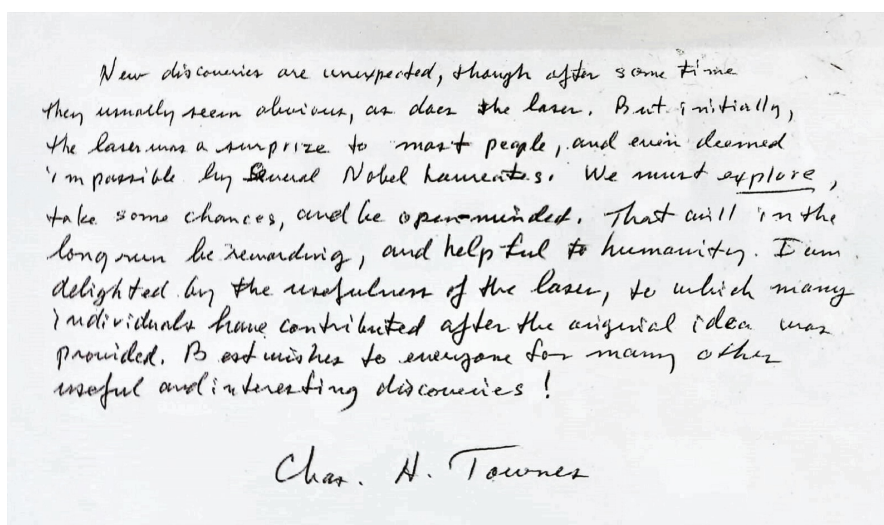 New discoveries are unexpected, though after some time
they usually seem obvious, as does the laser. But initially,
the laser was a surprize to most people, and even deemed
impossible by several Nobel Laureates. We must explore,
take some chances, and be open-minded. That will in the
long run be rewarding, and helpful to humanity. I am
delighted by the usefulness of the laser, to which many
individuals have contributed after the original idea was
provided. Best wishes to everyone for many other
useful and interesting discoveries!
Chas. H. Townes